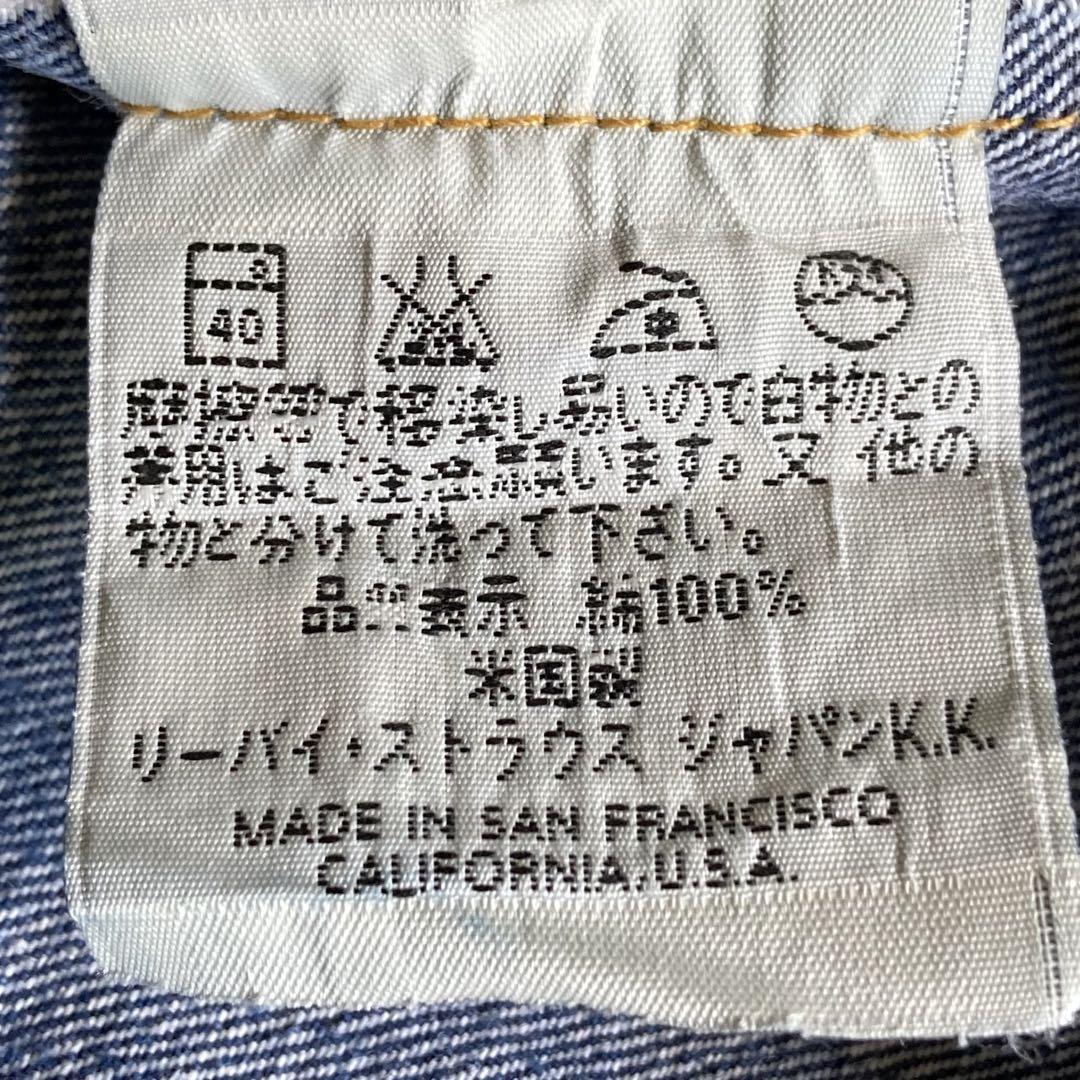 40
摩擦等で移染し易いので白物との
兼用はご注意願います。又 他の
物と分けて洗って下さい。
品質表示 綿100%
米国製
リーバイ・ストラウス ジャパンK.K.
MADE IN SAN FRANCISCO
CALIFORNIA,U.S.A.